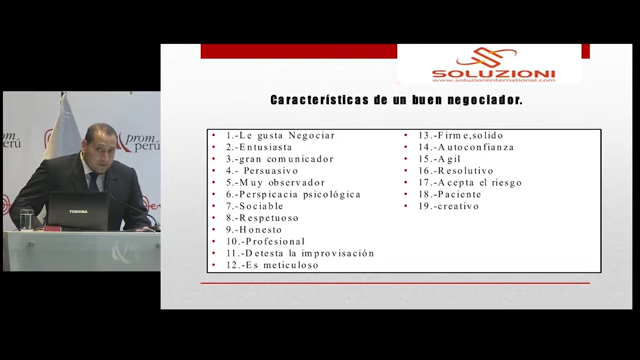 SOLUZIONI
www.soluzioninternational.com
Características de un buen negociador.
1.-Le gusta Negociar
2.-Entusiasta
3.-gran comunicador
4.- Persuasivo
5.-Muy observador
6.-Perspicacia psicológica
7.-Sociable
8.-Respetuoso
9.-Honesto
10.-Profesional
11.-Detesta la improvisación
12.-Es meticuloso
13.-Firme,solido
14.-Autoconfianza
15.-Agil
16.-Resolutivo
17.-Acepta el riesgo
18.-Paciente
19.-creativo
prom
perú
prom
perú
TOSHIBA